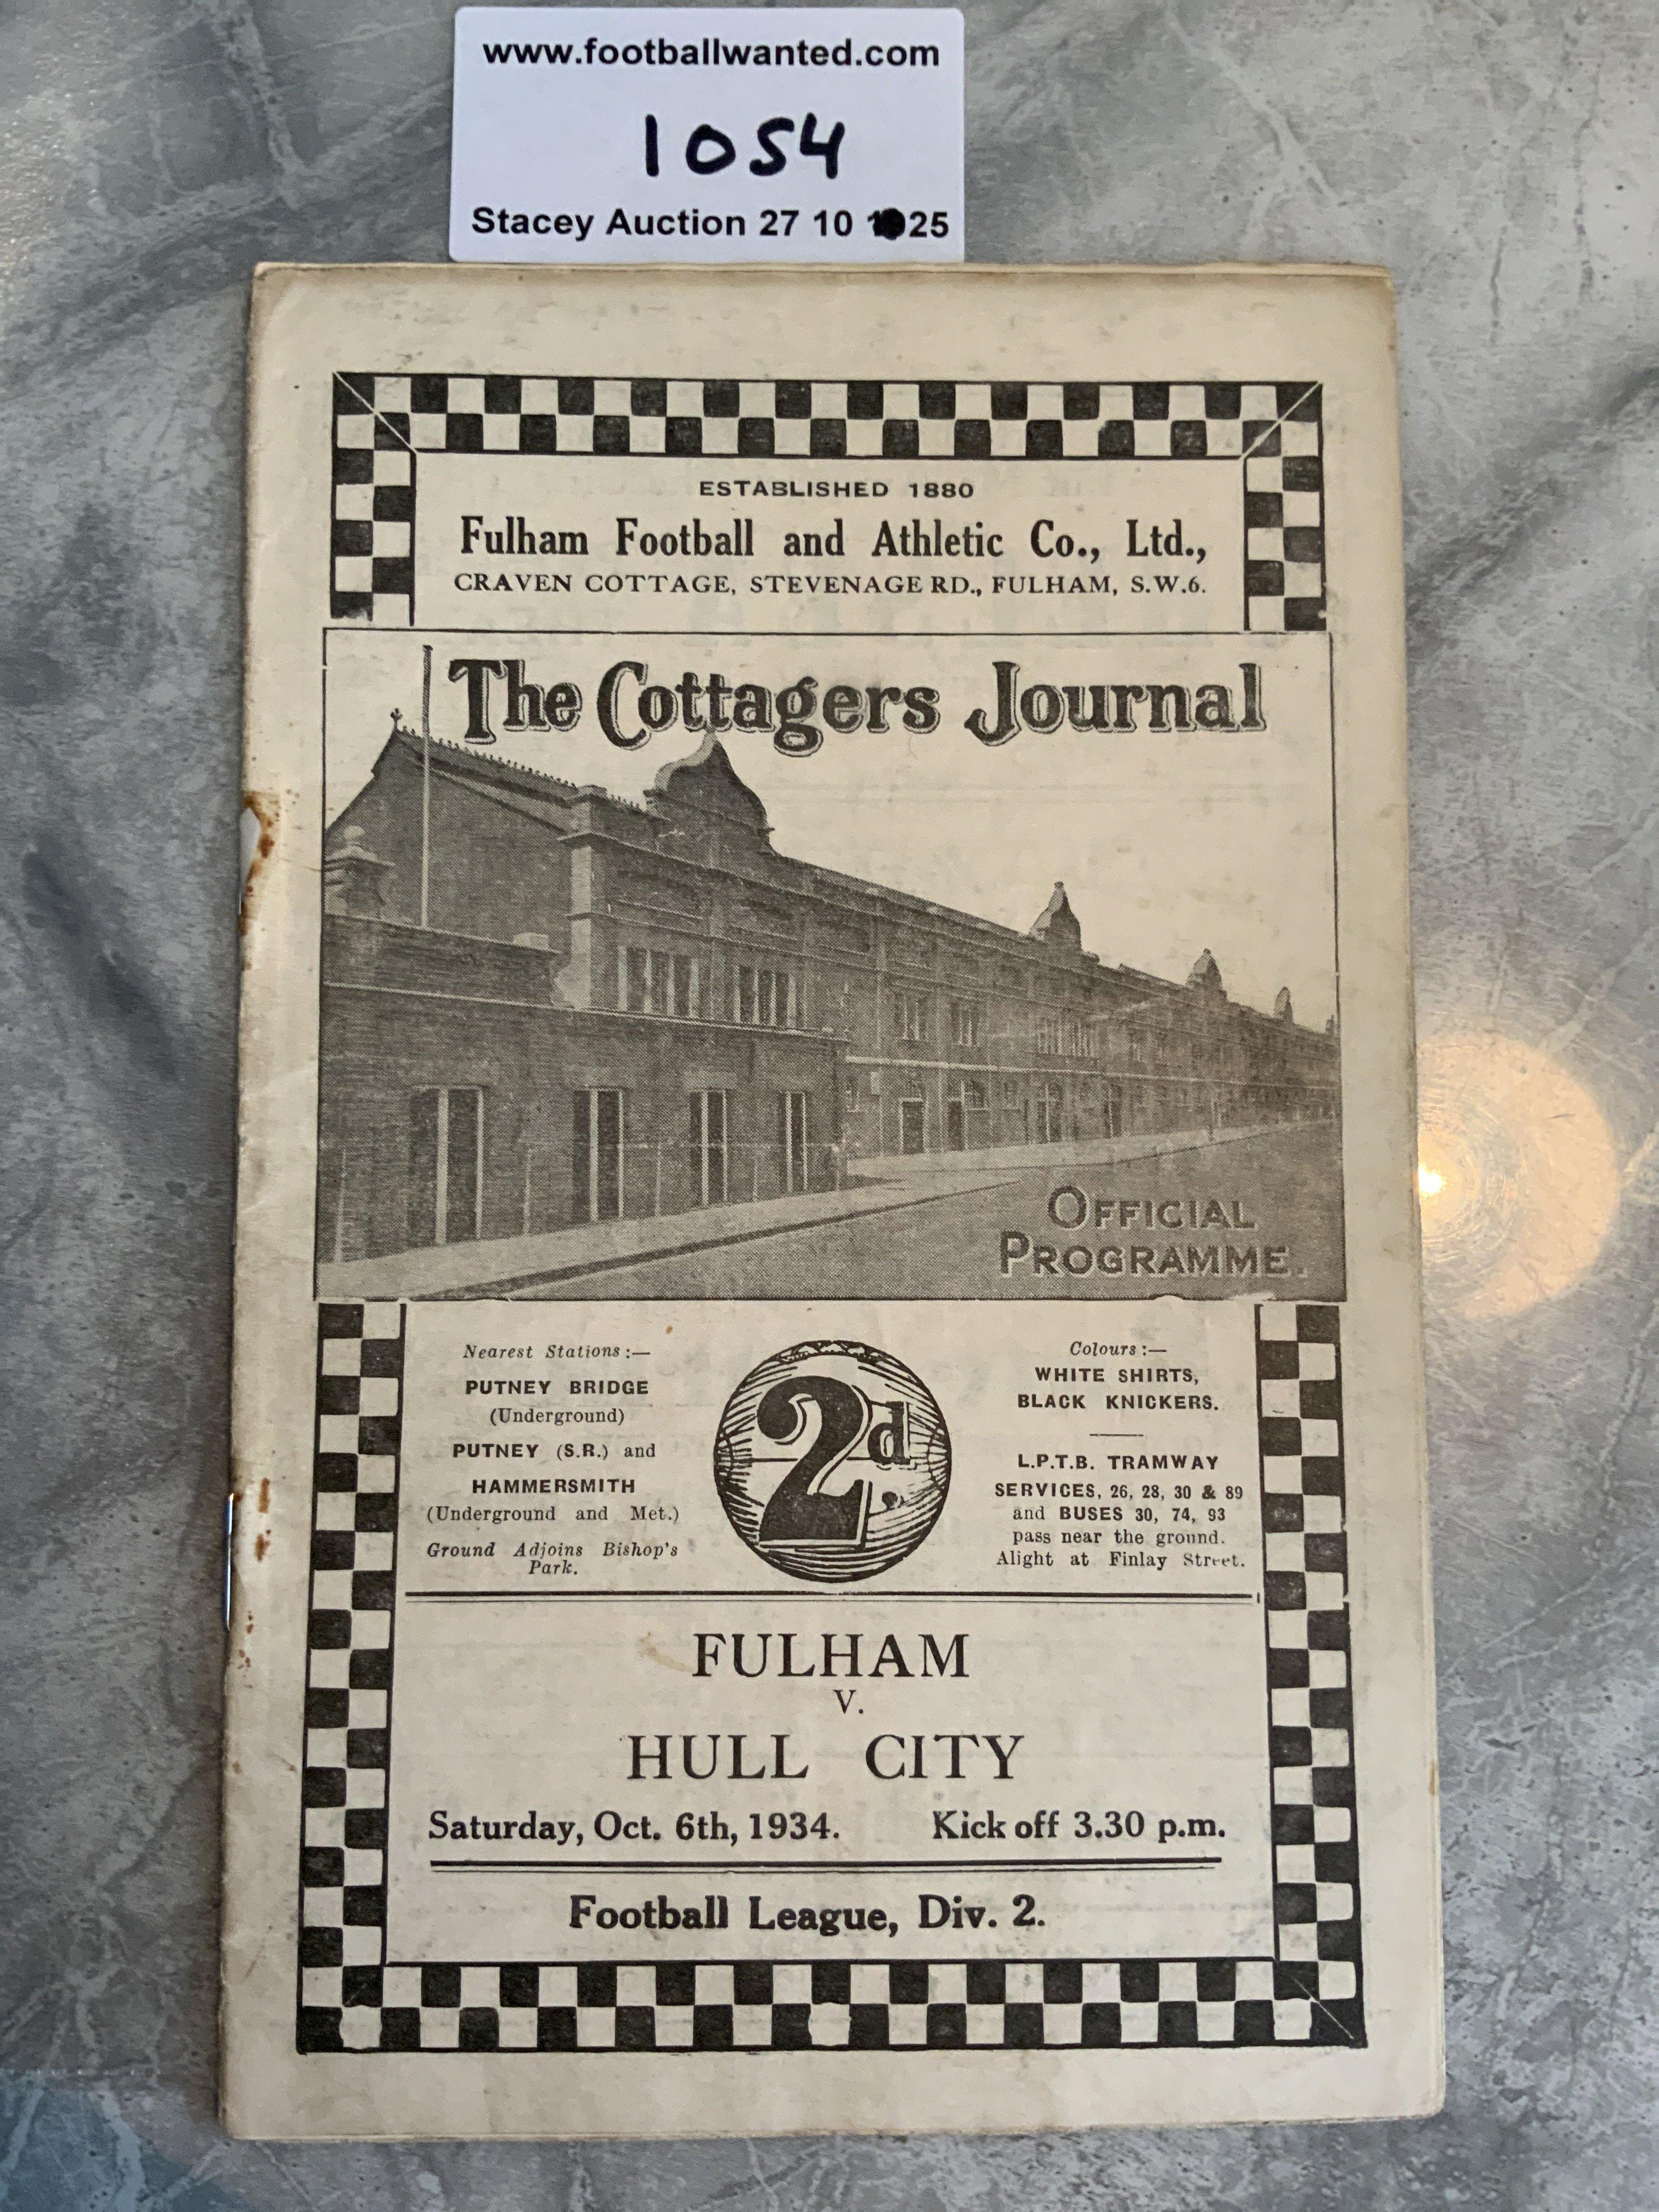 www.footballwanted.com
1054
Stacey Auction 27 10 25
ESTABLISHED 1880
Fulham Football and Athletic Co., Ltd.,
CRAVEN COTTAGE, STEVENAGE RD., FULHAM, S.W.6.
The Cottagers Journal
OFFICIAL
PROGRAMME.
Nearest Stations:—
PUTNEY BRIDGE
(Underground)
PUTNEY (S.R.) and
HAMMERSMITH
(Underground and Met.)
Ground Adjoins Bishop's
Park.
2d.
Colours:—
WHITE SHIRTS,
BLACK KNICKERS.
L.P.T.B. TRAMWAY
SERVICES, 26, 28, 30 & 89
and BUSES 30, 74, 93
pass near the ground.
Alight at Finlay Street.
FULHAM
V.
HULL CITY
Saturday, Oct. 6th, 1934. Kick off 3.30 p.m.
Football League, Div. 2.